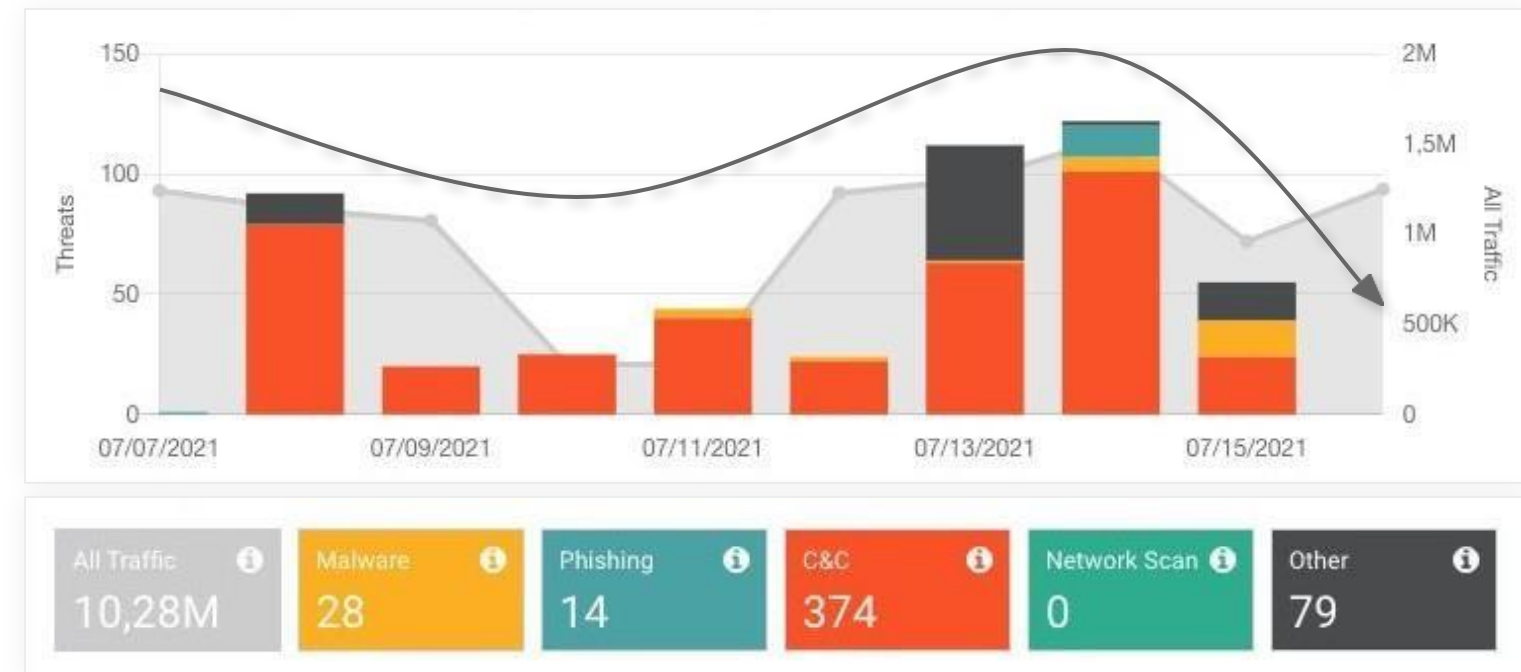 150
100
50
0
Threats
2M
1,5M
1M
500K
0
All Traffic
07/07/2021
07/09/2021
07/11/2021
07/13/2021
07/15/2021
All Traffic
10,28M
Malware
28
Phishing
14
C&C
374
Network Scan
0
Other
79